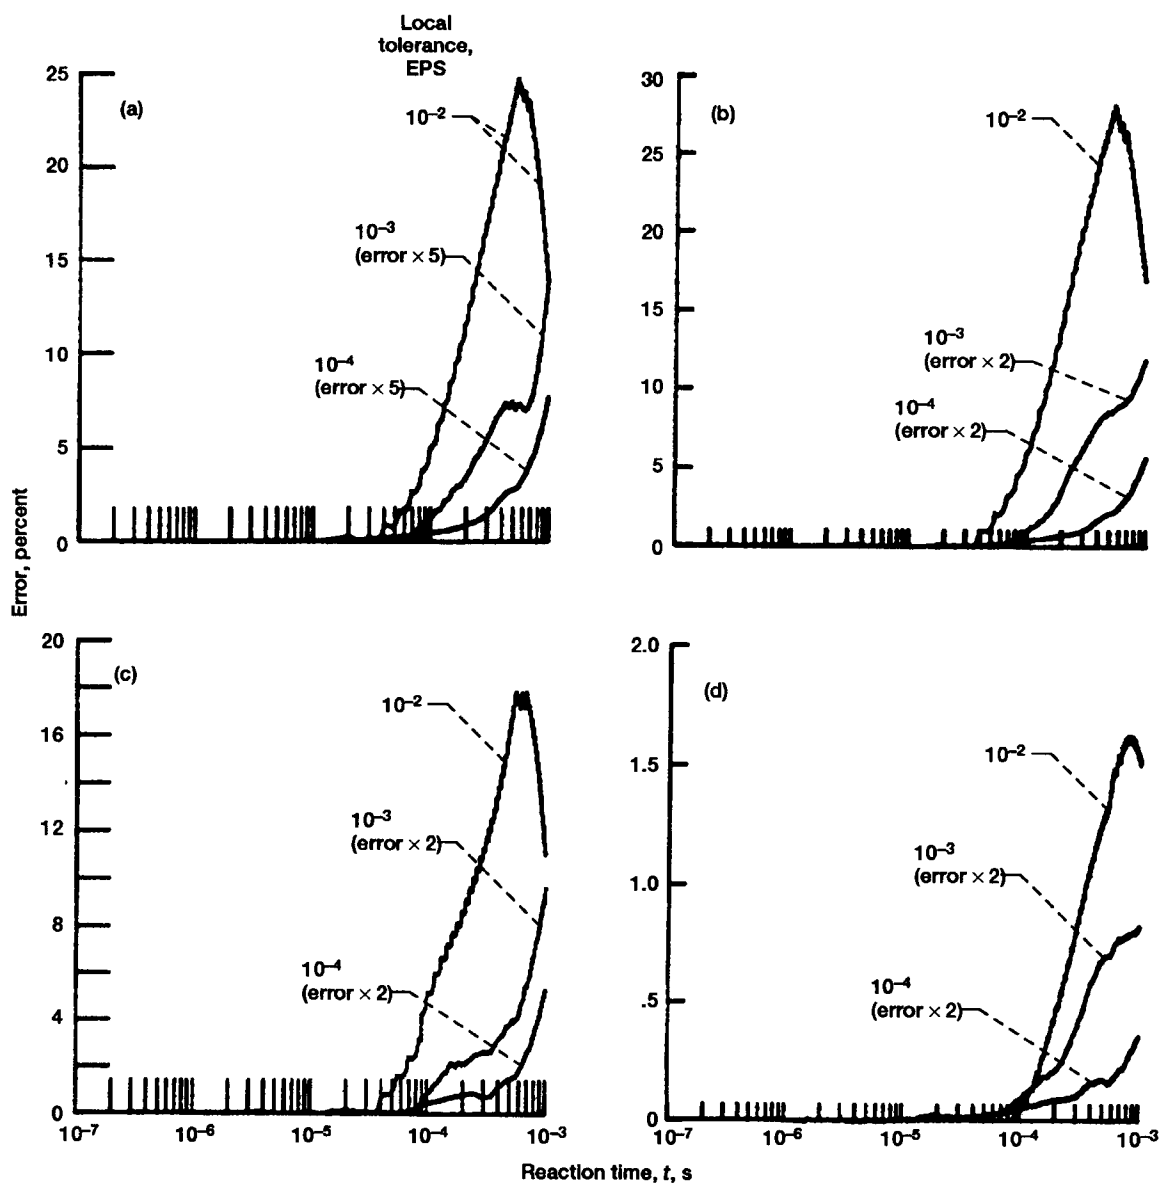 Local
tolerance,
EPS
(a)
25
20
15
10
5
0
10⁻²
10⁻³
(error × 5)
10⁻⁴
(error × 5)
(b)
30
25
20
15
10
5
0
10⁻²
10⁻³
(error × 2)
10⁻⁴
(error × 2)
Error, percent
(c)
20
16
12
8
4
0
10⁻²
10⁻³
(error × 2)
10⁻⁴
(error × 2)
10⁻⁷ 10⁻⁶ 10⁻⁵ 10⁻⁴ 10⁻³
(d)
2.0
1.5
1.0
.5
0
10⁻²
10⁻³
(error × 2)
10⁻⁴
(error × 2)
10⁻⁷ 10⁻⁶ 10⁻⁵ 10⁻⁴ 10⁻³
Reaction time, t, s